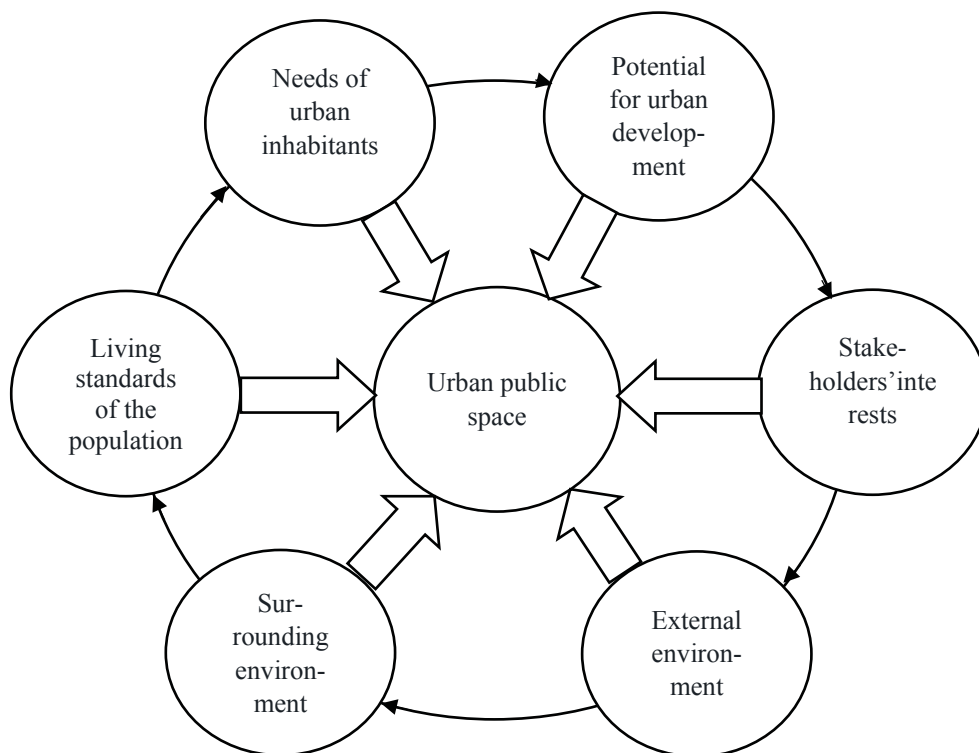 Needs of
urban
inhabitants
Potential
for urban
develop-
ment
Living
standards
of the
population
Urban public
space
Stake-
holders’inte
rests
Sur-
rounding
environ-
ment
External
environ-
ment